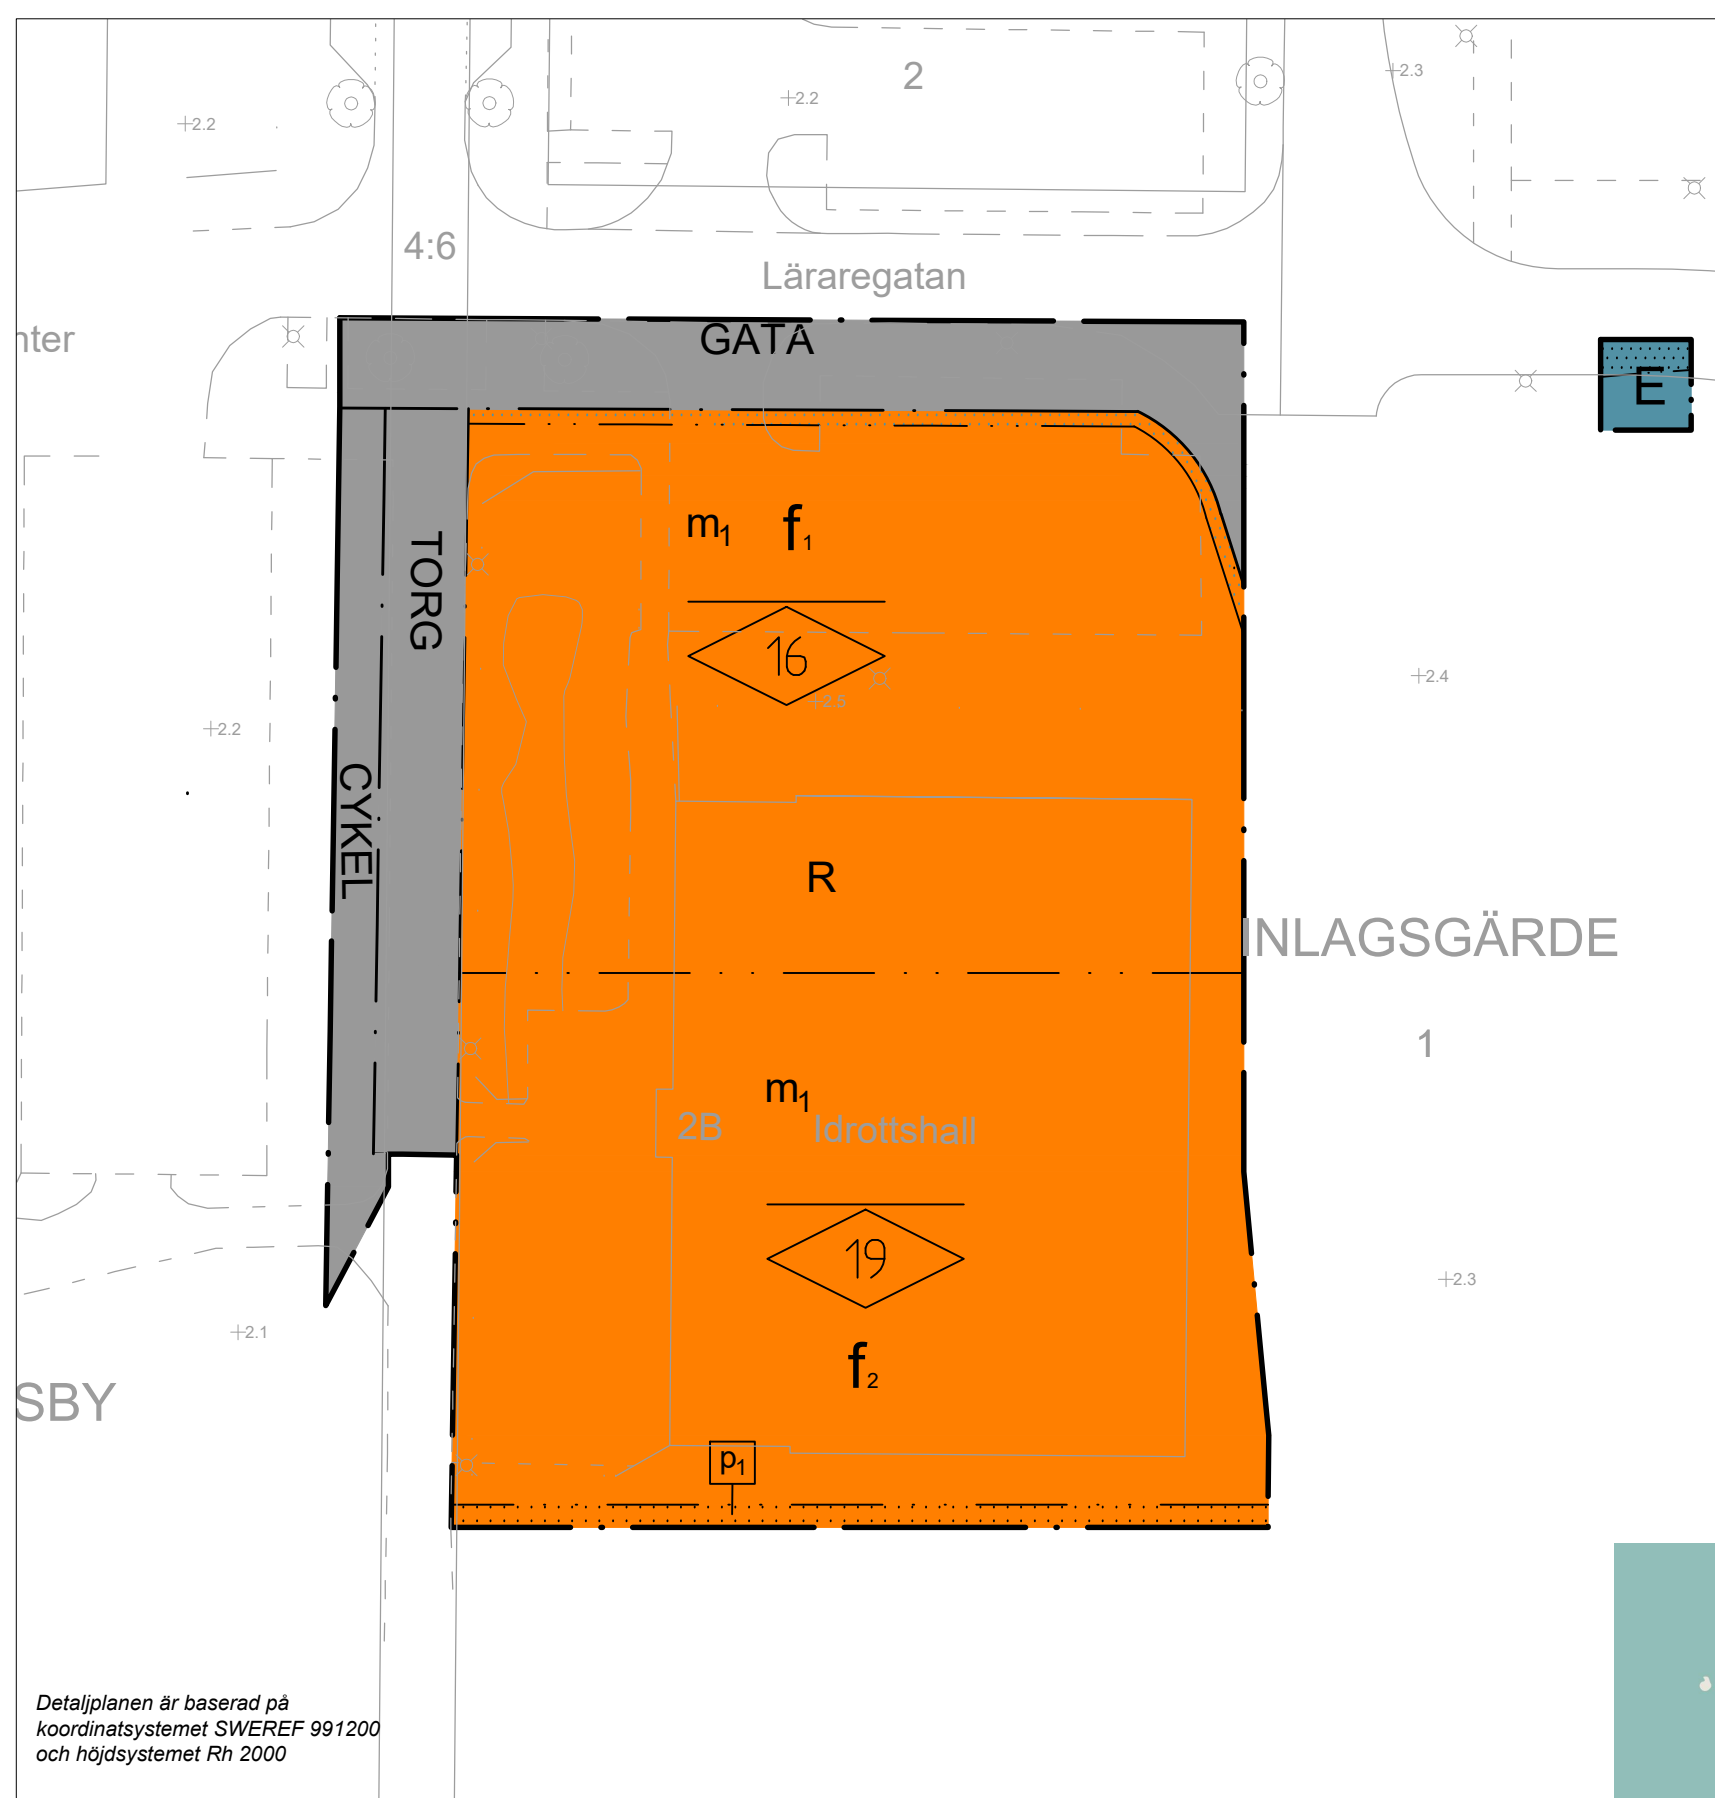 2
2.3
2.2
2.2
4:6
Läraregatan
nter
GATA
E
m1 f1
TORG
16
2.4
2.5
2.2
CYKEL
R
INLAGSGÄRDE
1
m1
2B Idrottshall
19
2.3
2.1
f2
SBY
p1
Detaljplanen är baserad på
koordinatsystemet SWEREF 991200
och höjdsystemet Rh 2000